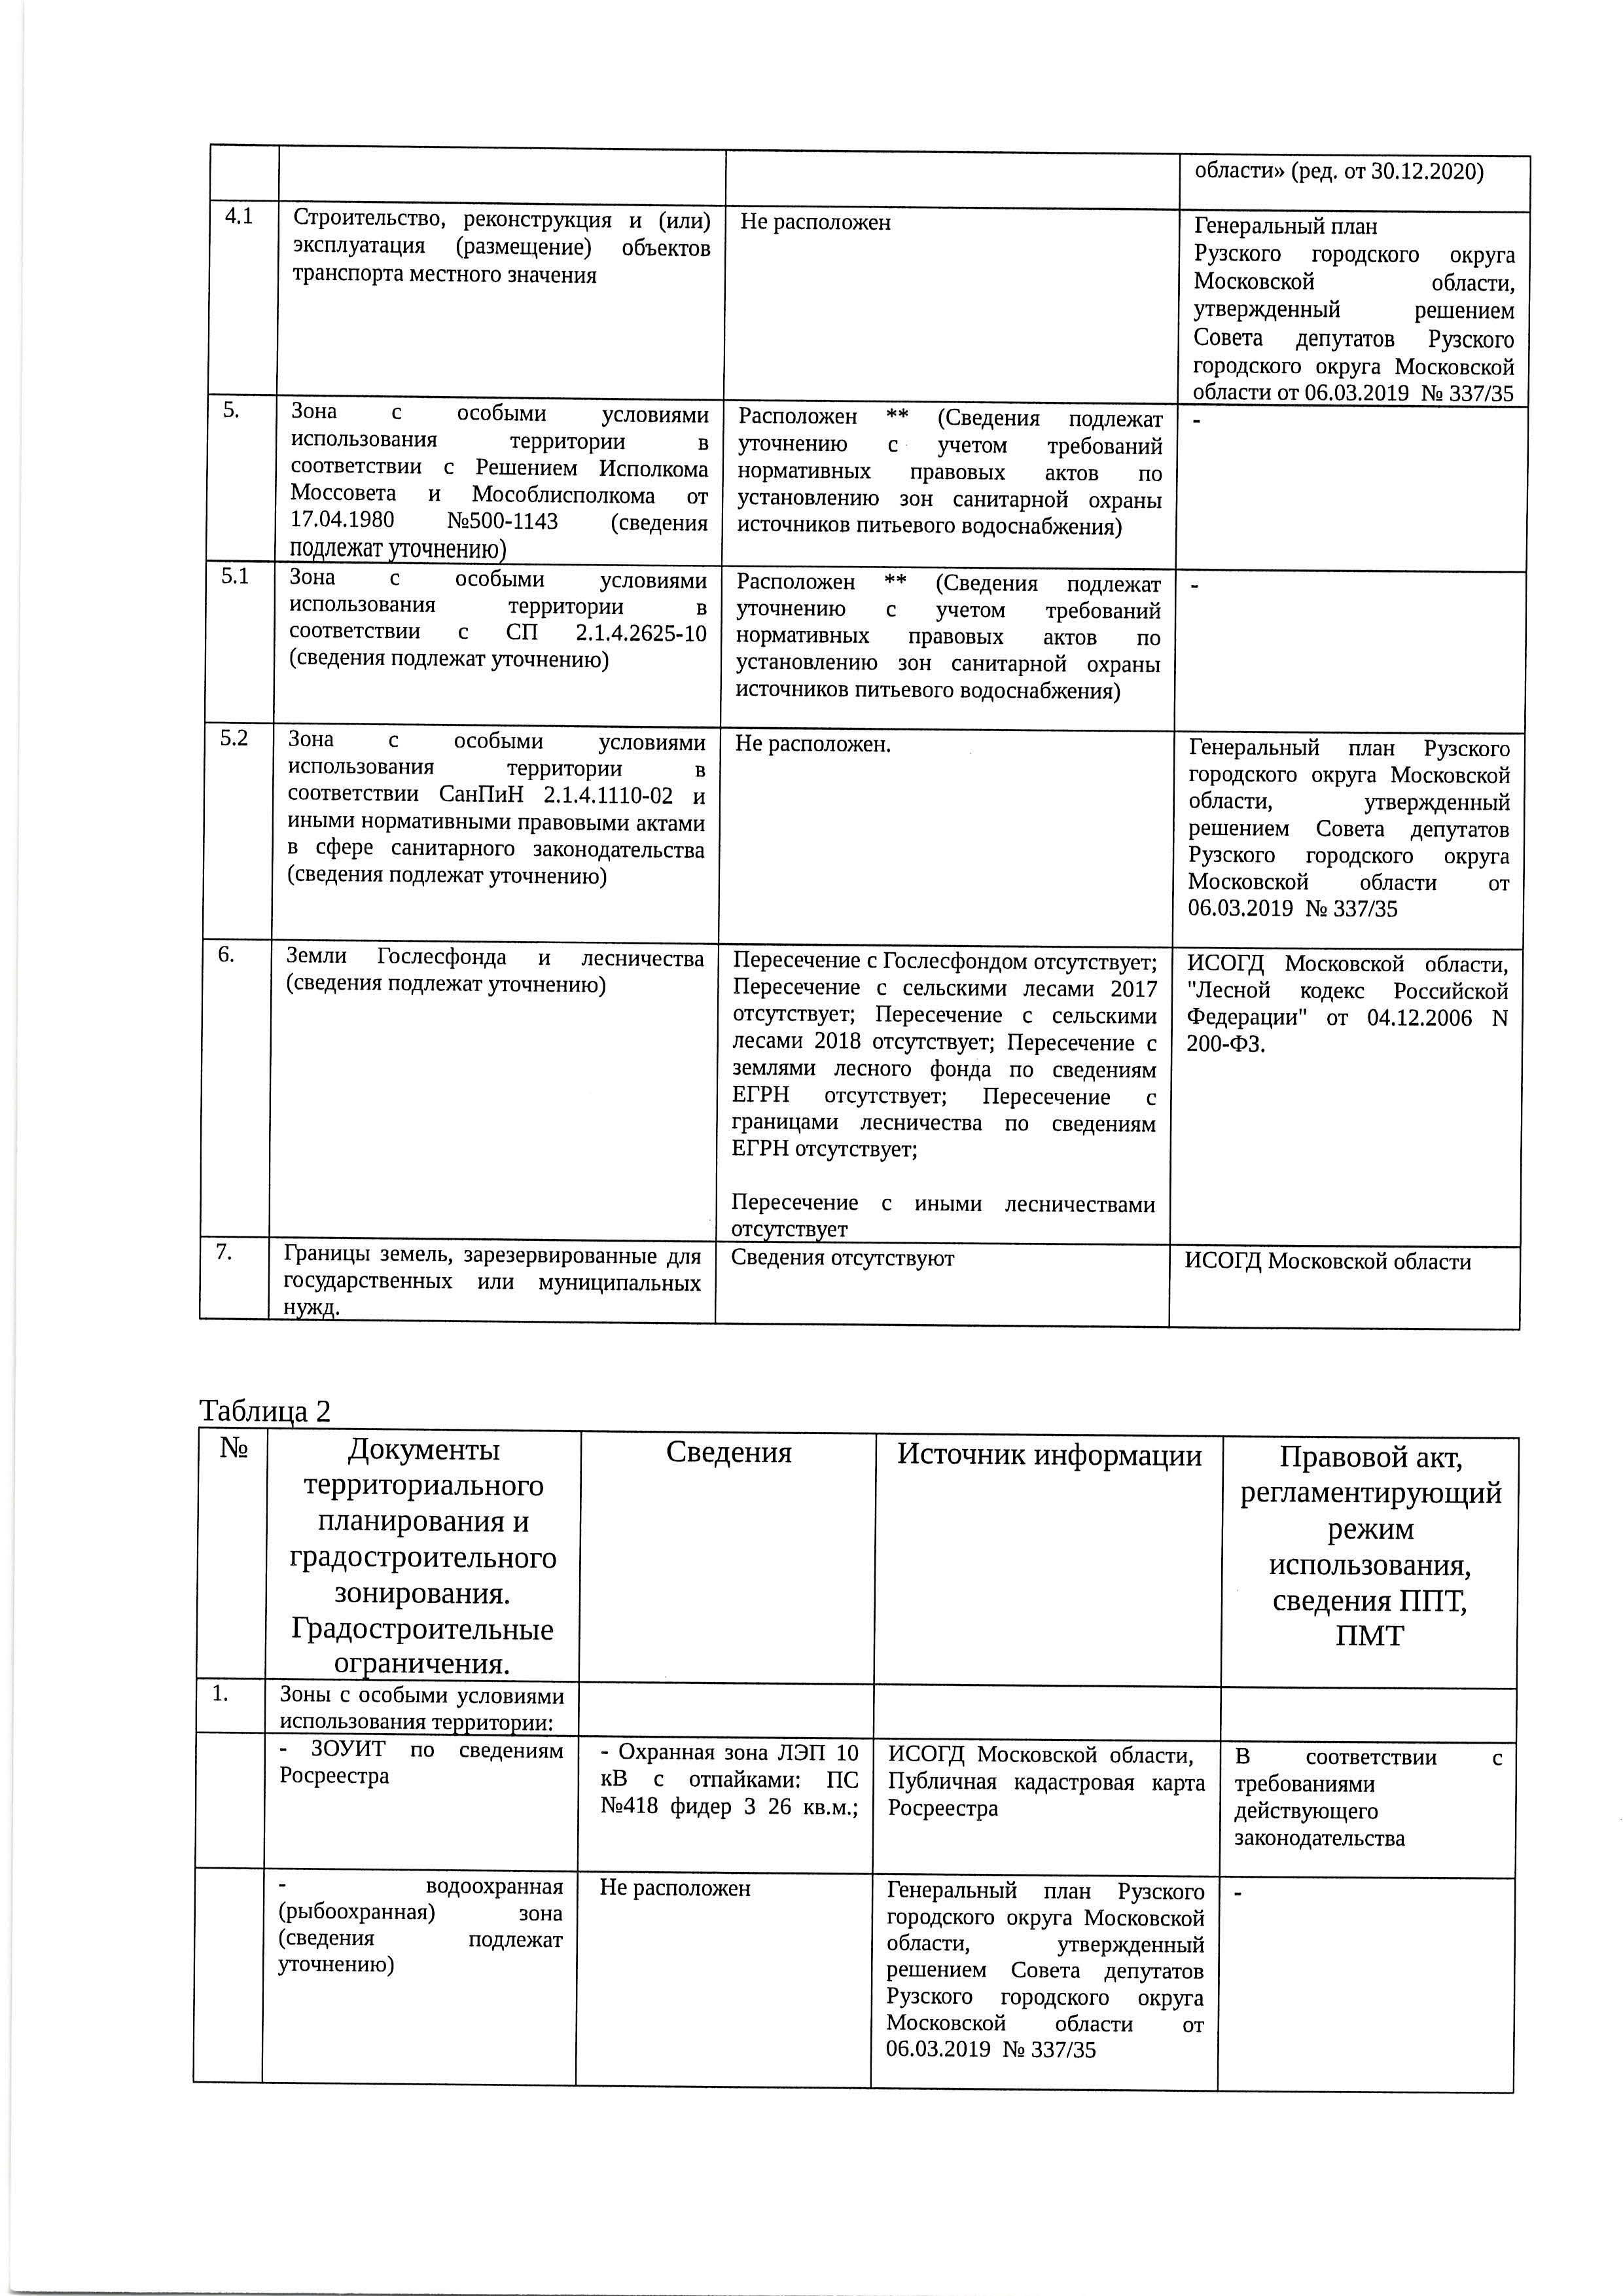 области» (ред. от 30.12.2020)
4.1
Строительство, реконструкция и (или)
эксплуатация (размещение) объектов
транспорта местного значения
Не расположен
Генеральный план
Рузского городского округа
Московской области,
утвержденный решением
Совета депутатов Рузского
городского округа Московской
области от 06.03.2019 № 337/35
5.
Зона с особыми условиями
использования территории в
соответствии с Решением Исполкома
Моссовета и Мособлисполкома от
17.04.1980 №500-1143 (сведения
подлежат уточнению)
Расположен ** (Сведения подлежат
уточнению с учетом требований
нормативных правовых актов по
установлению зон санитарной охраны
источников питьевого водоснабжения)
-
5.1
Зона с особыми условиями
использования территории в
соответствии с СП 2.1.4.2625-10
(сведения подлежат уточнению)
Расположен ** (Сведения подлежат
уточнению с учетом требований
нормативных правовых актов по
установлению зон санитарной охраны
источников питьевого водоснабжения)
-
5.2
Зона с особыми условиями
использования территории в
соответствии СанПиН 2.1.4.1110-02 и
иными нормативными правовыми актами
в сфере санитарного законодательства
(сведения подлежат уточнению)
Не расположен.
Генеральный план Рузского
городского округа Московской
области, утвержденный
решением Совета депутатов
Рузского городского округа
Московской области от
06.03.2019 № 337/35
6.
Земли Гослесфонда и лесничества
(сведения подлежат уточнению)
Пересечение с Гослесфондом отсутствует;
Пересечение с сельскими лесами 2017
отсутствует; Пересечение с сельскими
лесами 2018 отсутствует; Пересечение с
землями лесного фонда по сведениям
ЕГРН отсутствует; Пересечение с
границами лесничества по сведениям
ЕГРН отсутствует;
Пересечение с иными лесничествами
отсутствует
ИСОГД Московской области,
"Лесной кодекс Российской
Федерации" от 04.12.2006 N
200-ФЗ.
7.
Границы земель, зарезервированные для
государственных или муниципальных
нужд.
Сведения отсутствуют
ИСОГД Московской области
Таблица 2
№
Документы
территориального
планирования и
градостроительного
зонирования.
Градостроительные
ограничения.
Сведения
Источник информации
Правовой акт,
регламентирующий
режим
использования,
сведения ППТ,
ПМТ
1.
Зоны с особыми условиями
использования территории:
- ЗОУИТ по сведениям
Росреестра
- Охранная зона ЛЭП 10
кВ с отпайками: ПС
№418 фидер 3 26 кв.м.;
ИСОГД Московской области,
Публичная кадастровая карта
Росреестра
В соответствии с
требованиями
действующего
законодательства
- водоохранная
(рыбоохранная) зона
(сведения подлежат
уточнению)
Не расположен
Генеральный план Рузского
городского округа Московской
области, утвержденный
решением Совета депутатов
Рузского городского округа
Московской области от
06.03.2019 № 337/35
-